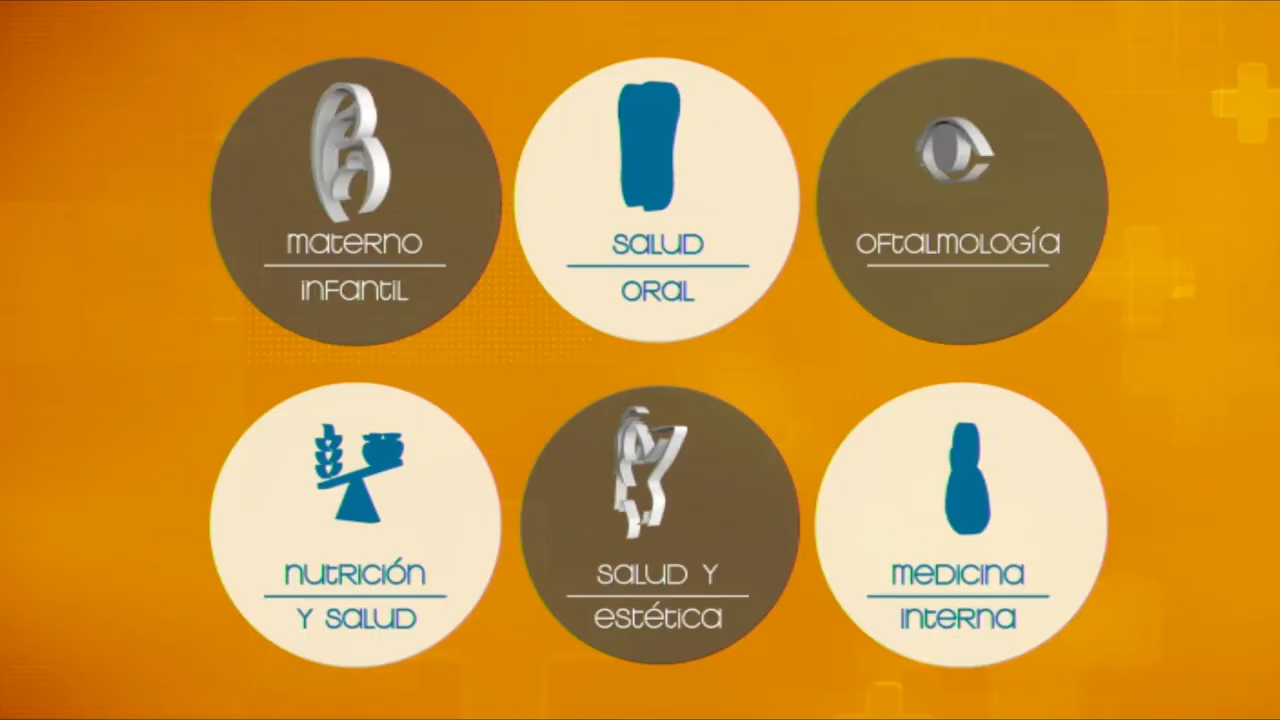 materno
infantil
salud
oral
oftalmología
nutrición
y salud
salud y
estética
medicina
interna